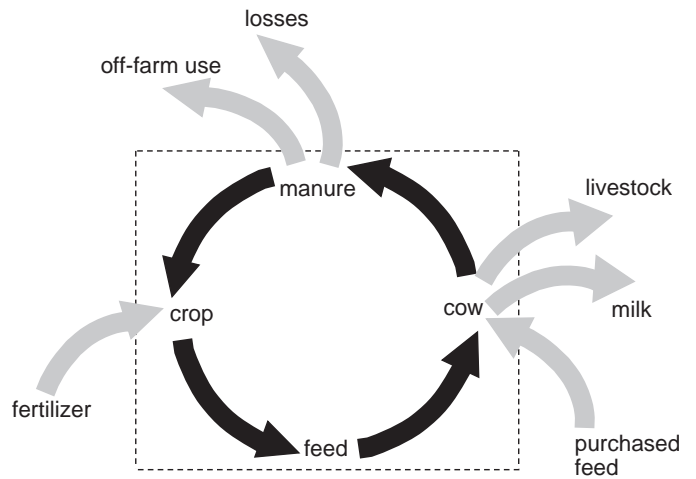 losses
off-farm use
manure
livestock
crop
cow
milk
fertilizer
feed
purchased
feed